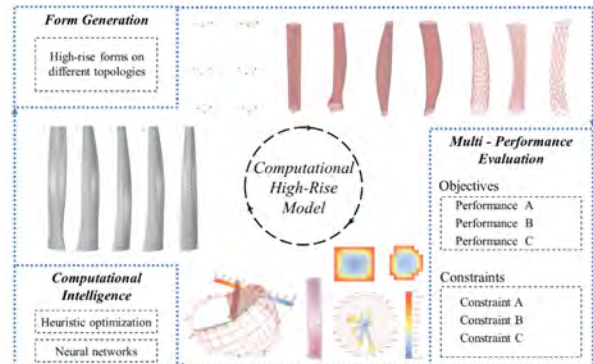 Form Generation
High-rise forms on
different topologies
Computational
High-Rise
Model
Multi - Performance
Evaluation
Objectives
Performance A
Performance B
Performance C
Constraints
Constraint A
Constraint B
Constraint C
Computational
Intelligence
Heuristic optimization
Neural networks